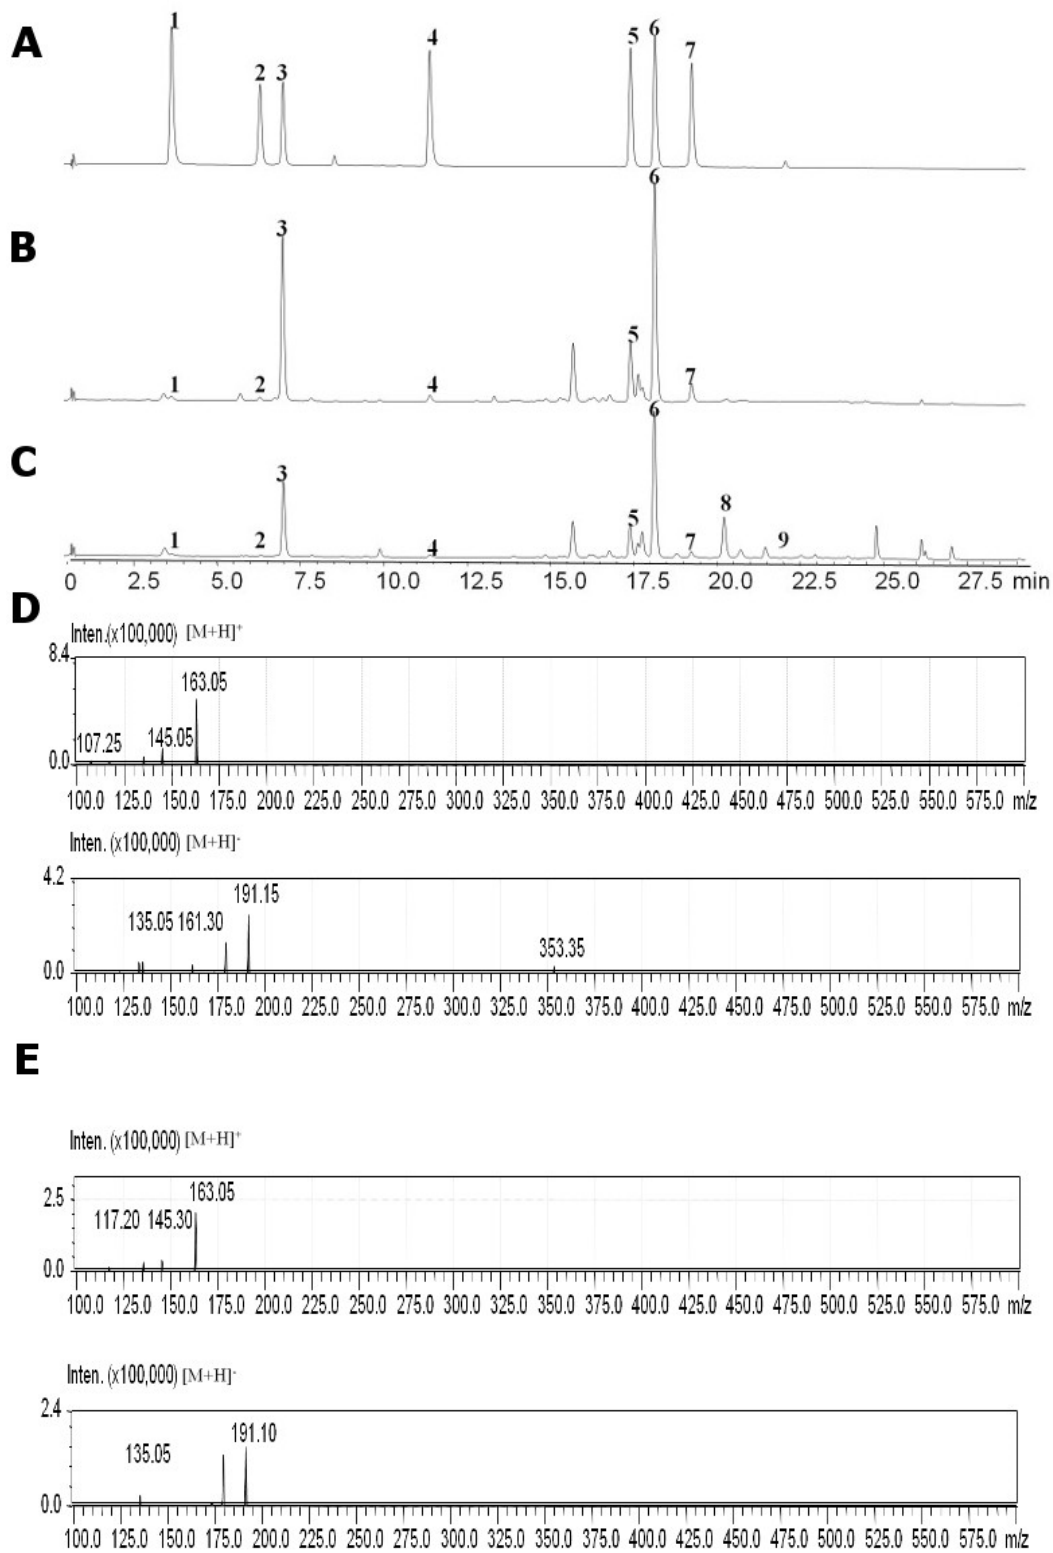 A
1 2 3 4 5 6 7
B
1 2 3 4 5 6 7
C
1 2 3 4 5 6 7 8 9
0 2.5 5.0 7.5 10.0 12.5 15.0 17.5 20.0 22.5 25.0 27.5 min
D
Inten.(x100,000) [M+H]+
8.4
163.05
107.25 145.05
0.0
100.0 125.0 150.0 175.0 200.0 225.0 250.0 275.0 300.0 325.0 350.0 375.0 400.0 425.0 450.0 475.0 500.0 525.0 550.0 575.0 m/z
Inten. (x100,000) [M+H]-
4.2
191.15
135.05 161.30
353.35
0.0
100.0 125.0 150.0 175.0 200.0 225.0 250.0 275.0 300.0 325.0 350.0 375.0 400.0 425.0 450.0 475.0 500.0 525.0 550.0 575.0 m/z
E
Inten. (x100,000) [M+H]+
2.5
163.05
117.20 145.30
0.0
100.0 125.0 150.0 175.0 200.0 225.0 250.0 275.0 300.0 325.0 350.0 375.0 400.0 425.0 450.0 475.0 500.0 525.0 550.0 575.0 m/z
Inten. (x100,000) [M+H]-
2.4
191.10
135.05
0.0
100.0 125.0 150.0 175.0 200.0 225.0 250.0 275.0 300.0 325.0 350.0 375.0 400.0 425.0 450.0 475.0 500.0 525.0 550.0 575.0 m/z